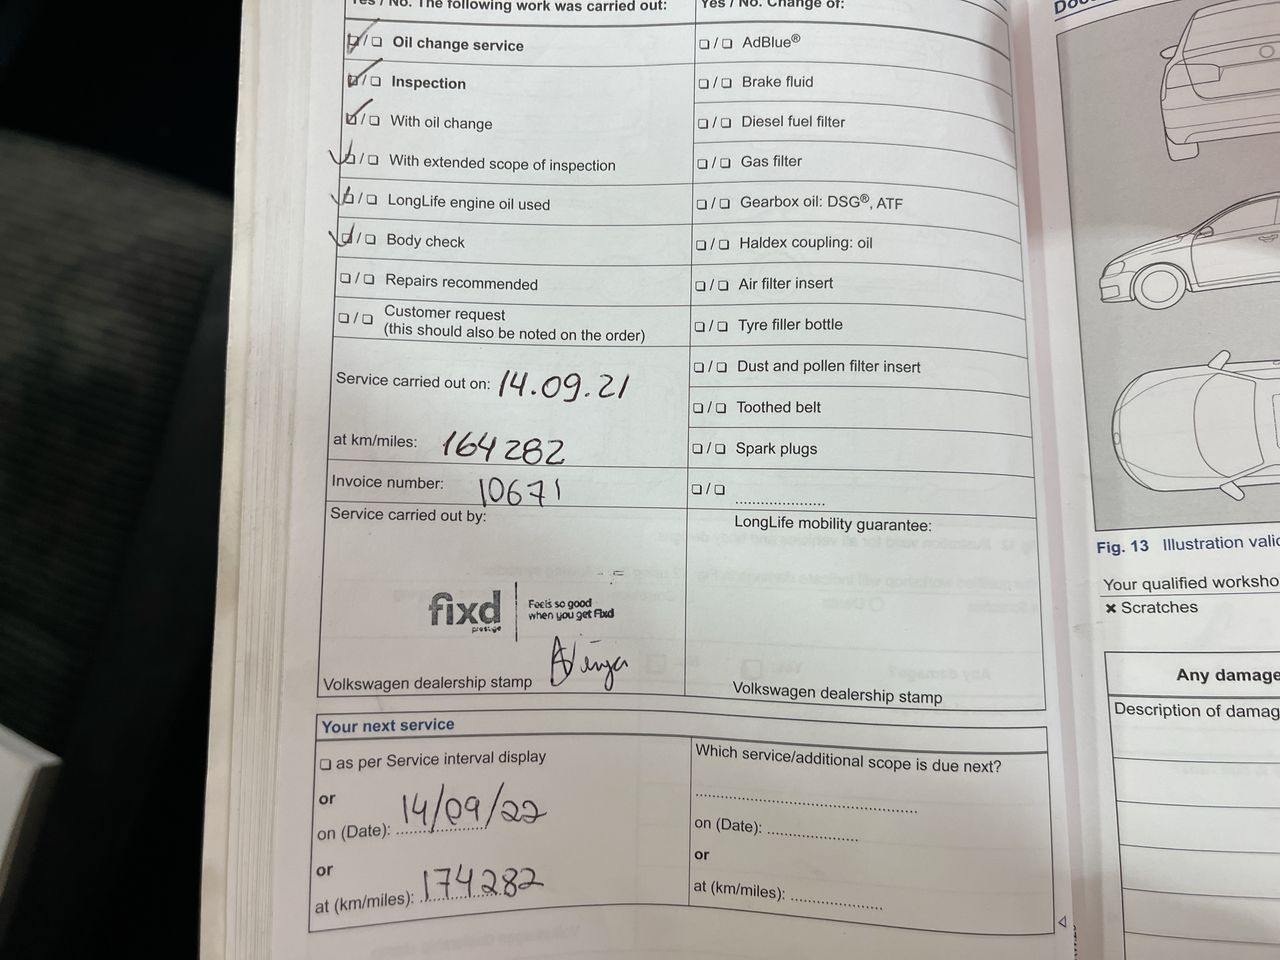 Yes / No. The following work was carried out:
❏ / ❏ Oil change service
❏ / ❏ Inspection
❏ / ❏ With oil change
❏ / ❏ With extended scope of inspection
❏ / ❏ LongLife engine oil used
❏ / ❏ Body check
❏ / ❏ Repairs recommended
❏ / ❏ Customer request
(this should also be noted on the order)
Service carried out on: 14.09.21
at km/miles: 164 282
Invoice number: 10671
Service carried out by:
fixd
prestige
Feels so good
when you get Fixd
Volkswagen dealership stamp
Yes / No. Change of:
❏ / ❏ AdBlue®
❏ / ❏ Brake fluid
❏ / ❏ Diesel fuel filter
❏ / ❏ Gas filter
❏ / ❏ Gearbox oil: DSG®, ATF
❏ / ❏ Haldex coupling: oil
❏ / ❏ Air filter insert
❏ / ❏ Tyre filler bottle
❏ / ❏ Dust and pollen filter insert
❏ / ❏ Toothed belt
❏ / ❏ Spark plugs
❏ / ❏ .....................
LongLife mobility guarantee:
Volkswagen dealership stamp
Your next service
❏ as per Service interval display
or
on (Date): 14/09/22
or
at (km/miles): 174 282
Which service/additional scope is due next?
on (Date): .....................
or
at (km/miles): .....................
Fig. 13 Illustration valid
Your qualified worksho
× Scratches
Any damage
Description of damag